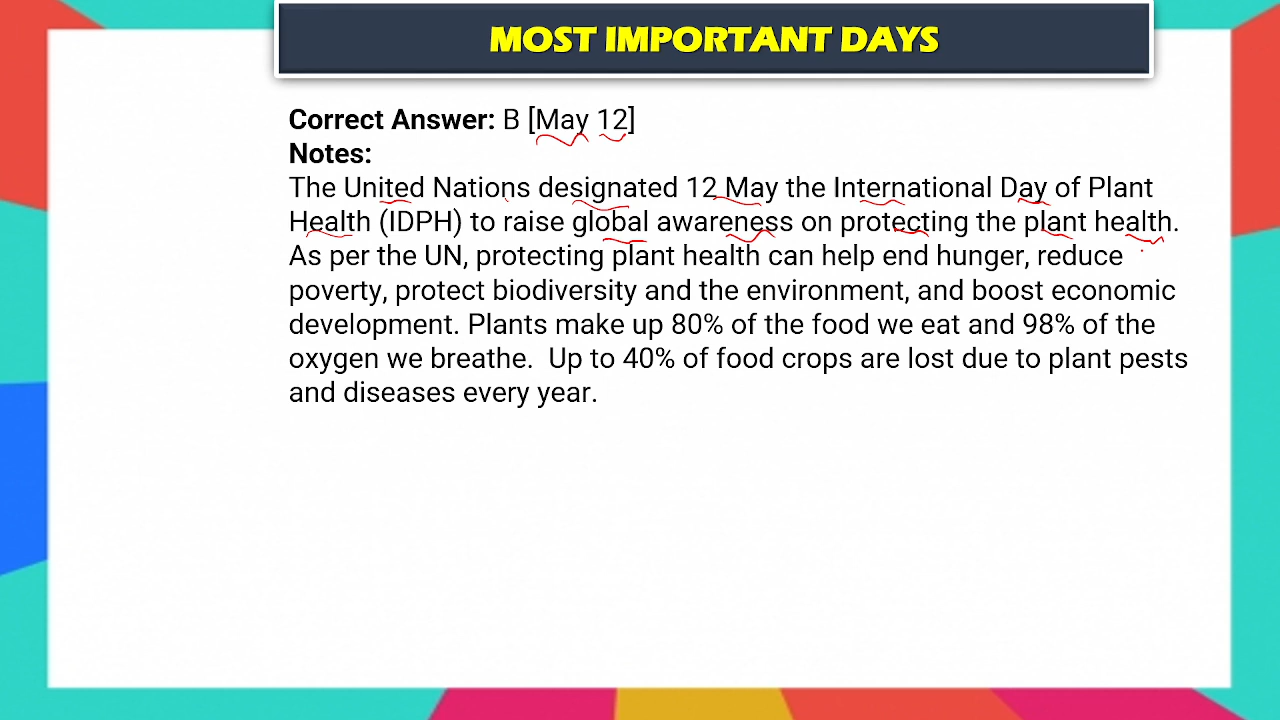 MOST IMPORTANT DAYS
Correct Answer: B [May 12]
Notes:
The United Nations designated 12 May the International Day of Plant
Health (IDPH) to raise global awareness on protecting the plant health.
As per the UN, protecting plant health can help end hunger, reduce
poverty, protect biodiversity and the environment, and boost economic
development. Plants make up 80% of the food we eat and 98% of the
oxygen we breathe.  Up to 40% of food crops are lost due to plant pests
and diseases every year.